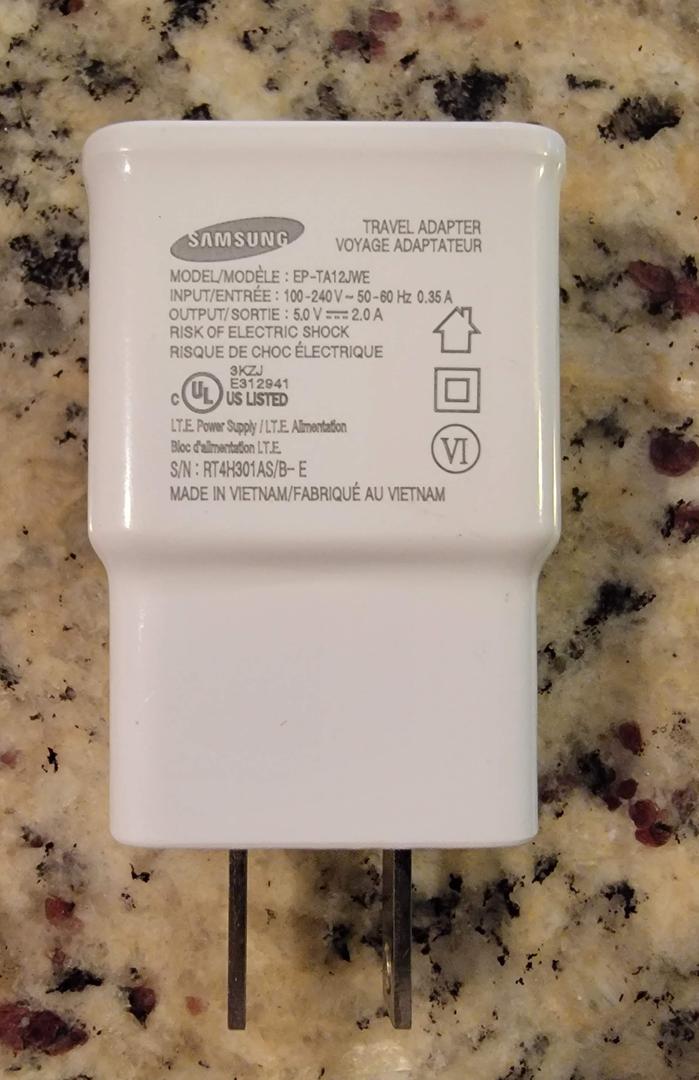 SAMSUNG
TRAVEL ADAPTER
VOYAGE ADAPTATEUR
MODEL/MODÈLE : EP-TA12JWE
INPUT/ENTRÉE : 100-240V ~ 50-60 Hz 0.35 A
OUTPUT/SORTIE : 5.0 V ⎓ 2.0 A
RISK OF ELECTRIC SHOCK
RISQUE DE CHOC ÉLECTRIQUE
3KZJ
E312941
C UL US LISTED
I.T.E. Power Supply / I.T.E. Alimentation
Bloc d'alimentation I.T.E.
VI
S/N : RT4H301AS/B-E
MADE IN VIETNAM/FABRIQUÉ AU VIETNAM